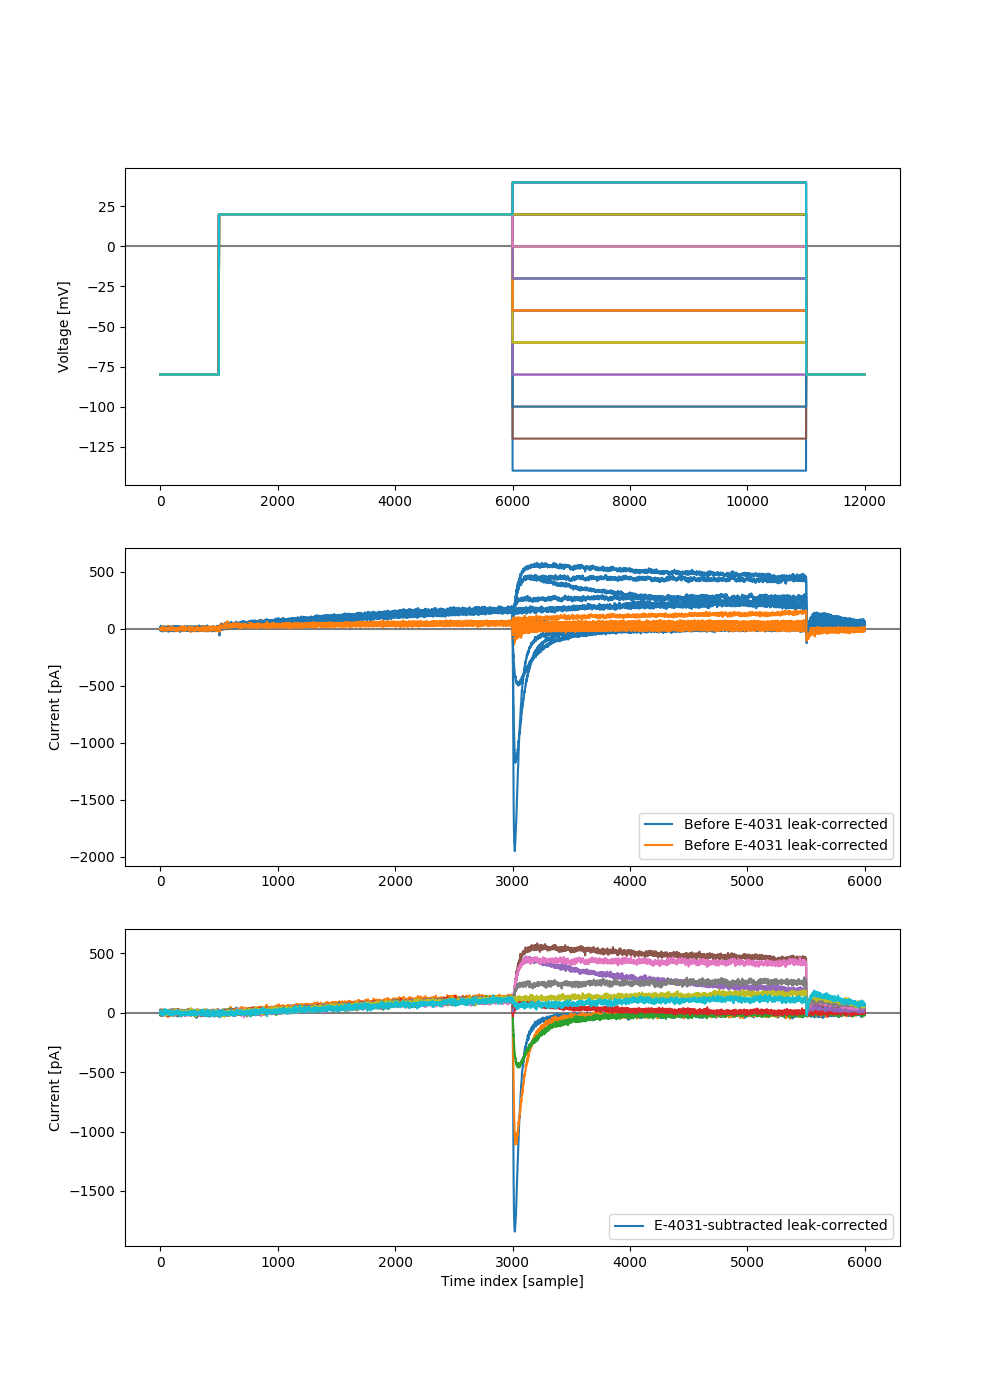 25
0
−25
−50
−75
−100
−125
Voltage [mV]
0 2000 4000 6000 8000 10000 12000
500
0
−500
−1000
−1500
−2000
Current [pA]
Before E-4031 leak-corrected
Before E-4031 leak-corrected
0 1000 2000 3000 4000 5000 6000
500
0
−500
−1000
−1500
Current [pA]
E-4031-subtracted leak-corrected
0 1000 2000 3000 4000 5000 6000
Time index [sample]